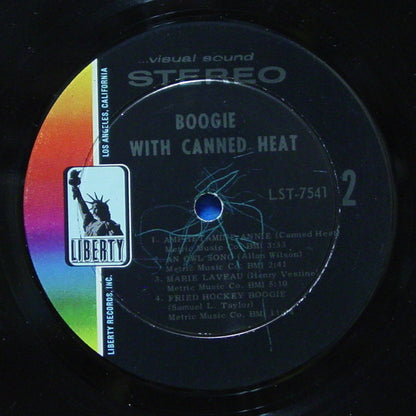 ...visual sound
STEREO
BOOGIE
WITH CANNED HEAT
LST-7541
2
1. AMPHETAMINE ANNIE (Canned Heat)
Metric Music Co. BMI 3:33
2. AN OWL SONG (Allan Wilson)
Metric Music Co. BMI 2:41
3. MARIE LAVEAU (Henry Vestine)
Metric Music Co. BMI 5:18
4. FRIED HOCKEY BOOGIE
(Samuel L. Taylor)
Metric Music Co. BMI
LIBERTY
LOS ANGELES, CALIFORNIA
LIBERTY RECORDS, INC.